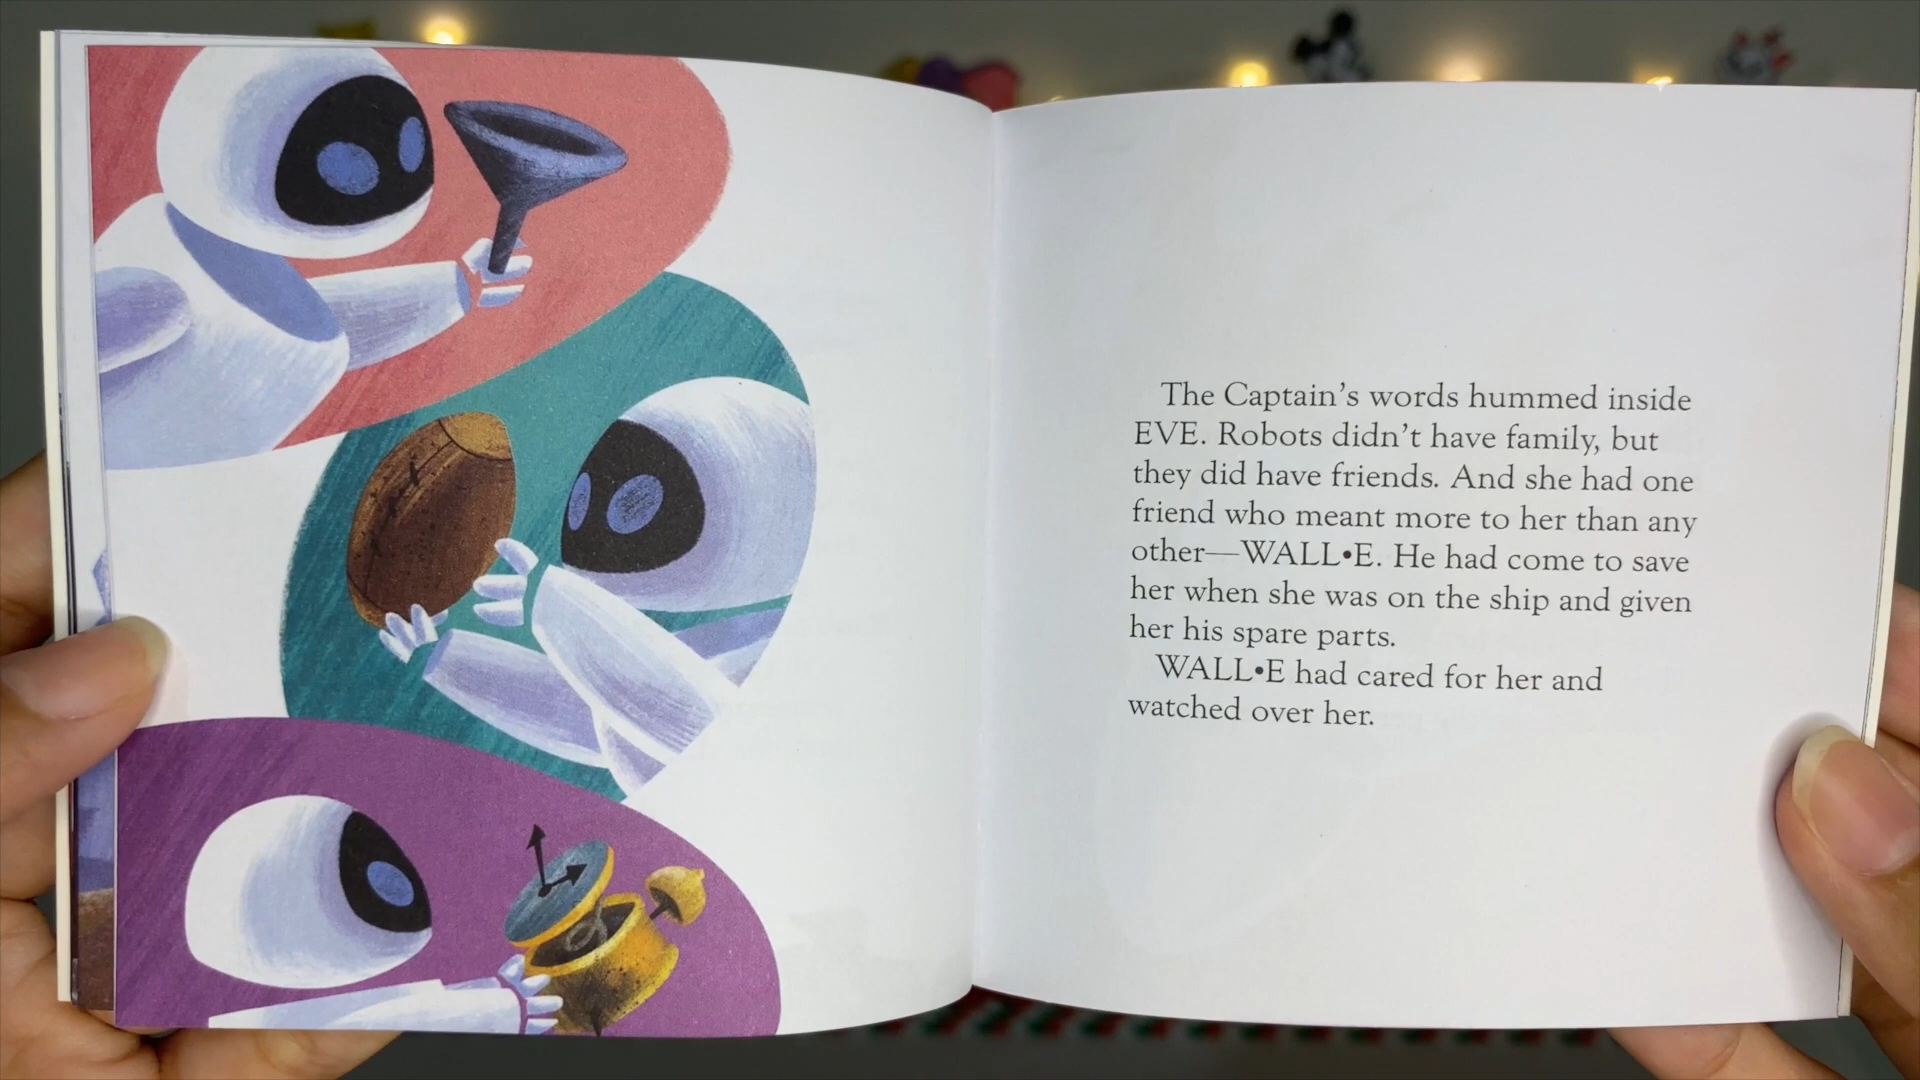 The Captain's words hummed inside
EVE. Robots didn't have family, but
they did have friends. And she had one
friend who meant more to her than any
other—WALL•E. He had come to save
her when she was on the ship and given
her his spare parts.
WALL•E had cared for her and
watched over her.